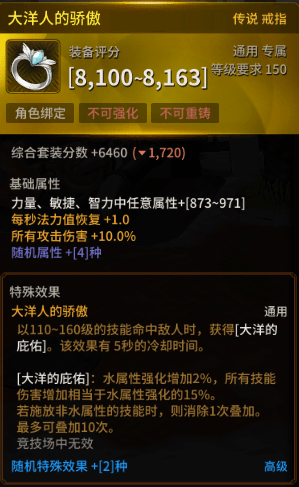 大洋人的骄傲
传说 戒指
装备评分
通用 专属
[8,100~8,163]
等级要求 150
角色绑定
不可强化
不可重铸
综合套装分数 +6460 (▼1,720)
基础属性
力量、敏捷、智力中任意属性+[873~971]
每秒法力值恢复 +1.0
所有攻击伤害 +10.0%
随机属性 +[4]种
特殊效果
大洋人的骄傲
通用
以110~160级的技能命中敌人时，获得[大洋的
庇佑]。该效果有 5秒的冷却时间。
[大洋的庇佑]：水属性强化增加2%，所有技能
伤害增加相当于水属性强化的15%。
若施放非水属性的技能时，则消除1次叠加。
最多可叠加10次。
竞技场中无效
随机特殊效果 +[2]种
高级